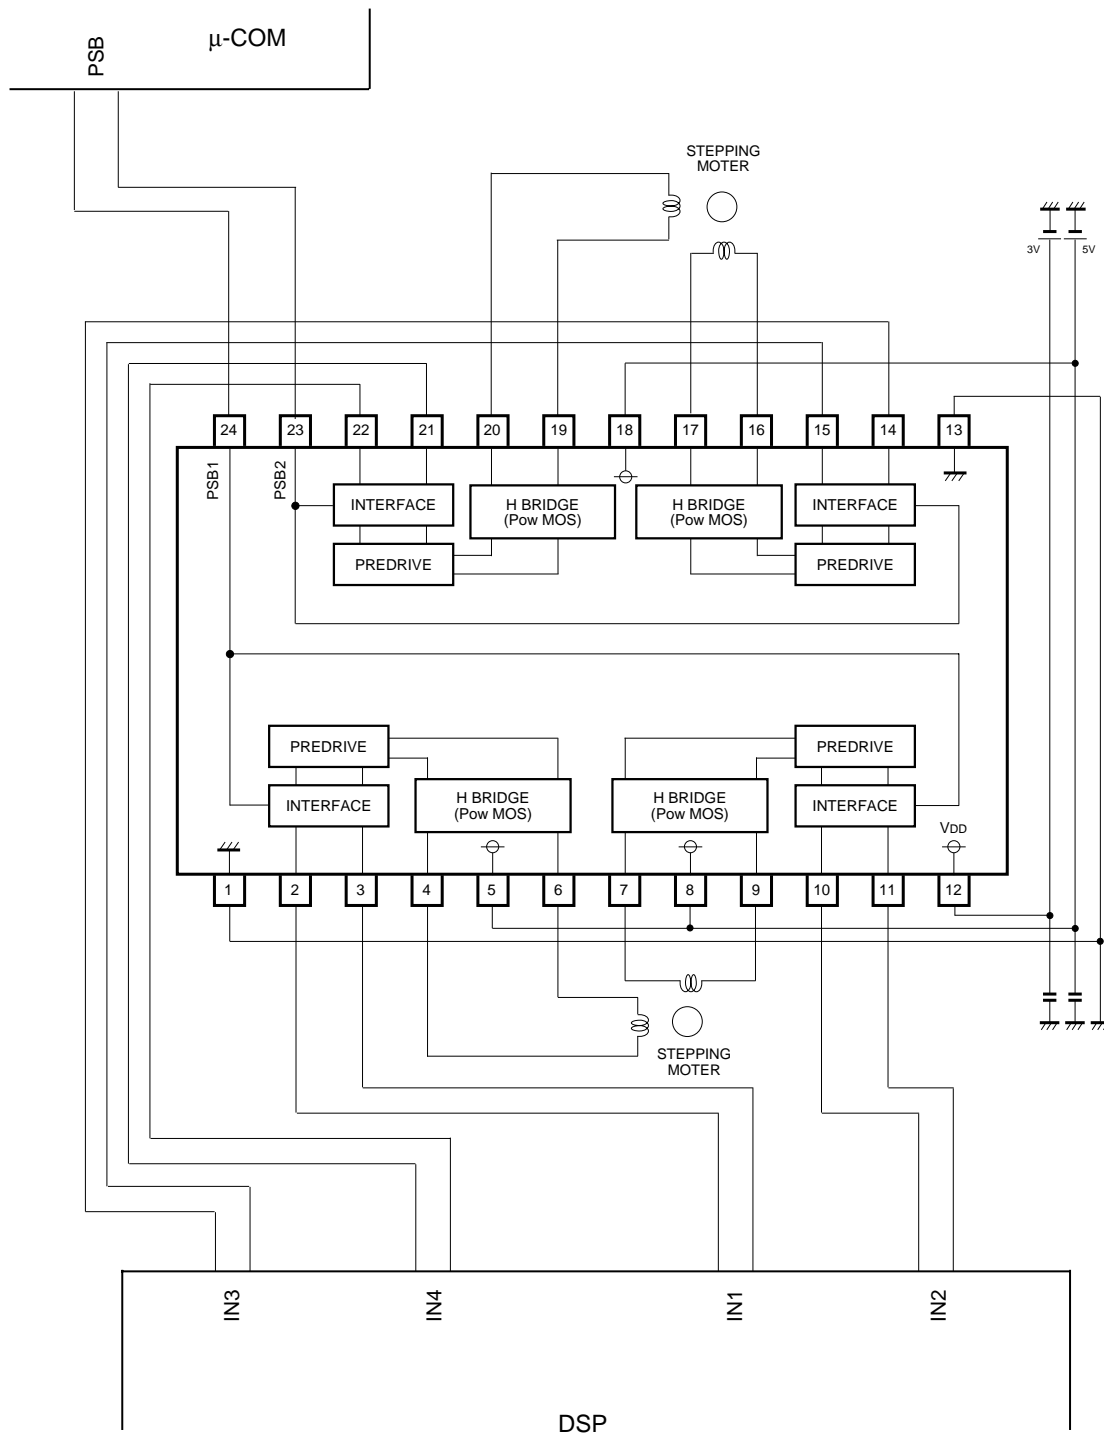 PSB
μ-COM
STEPPING
MOTER
3V
5V
24
23
22
21
20
19
18
17
16
15
14
13
PSB1
PSB2
INTERFACE
H BRIDGE
(Pow MOS)
H BRIDGE
(Pow MOS)
INTERFACE
PREDRIVE
PREDRIVE
PREDRIVE
PREDRIVE
INTERFACE
H BRIDGE
(Pow MOS)
H BRIDGE
(Pow MOS)
INTERFACE
VDD
1
2
3
4
5
6
7
8
9
10
11
12
STEPPING
MOTER
IN3
IN4
IN1
IN2
DSP